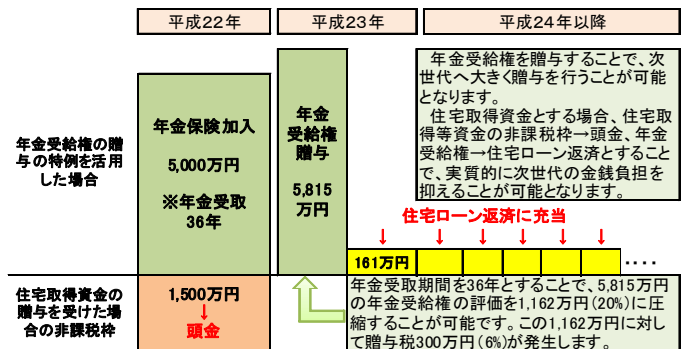 平成22年
平成23年
平成24年以降
年金受給権の贈
与の特例を活用
した場合
年金保険加入
5,000万円
※年金受取
36年
年金
受給権
贈与
5,815
万円
年金受給権を贈与することで、次
世代へ大きく贈与を行うことが可能
となります。
住宅取得資金とする場合、住宅取
得等資金の非課税枠→頭金、年金
受給権→住宅ローン返済とすること
で、実質的に次世代の金銭負担を
抑えることが可能となります。
住宅ローン返済に充当
↓ ↓ ↓ ↓ ↓ ↓
161万円
・・・・
住宅取得資金の
贈与を受けた場
合の非課税枠
1,500万円
↓
頭金
年金受取期間を36年とすることで、5,815万円
の年金受給権の評価を1,162万円(20%)に圧
縮することが可能です。この1,162万円に対し
て贈与税300万円(6%)が発生します。